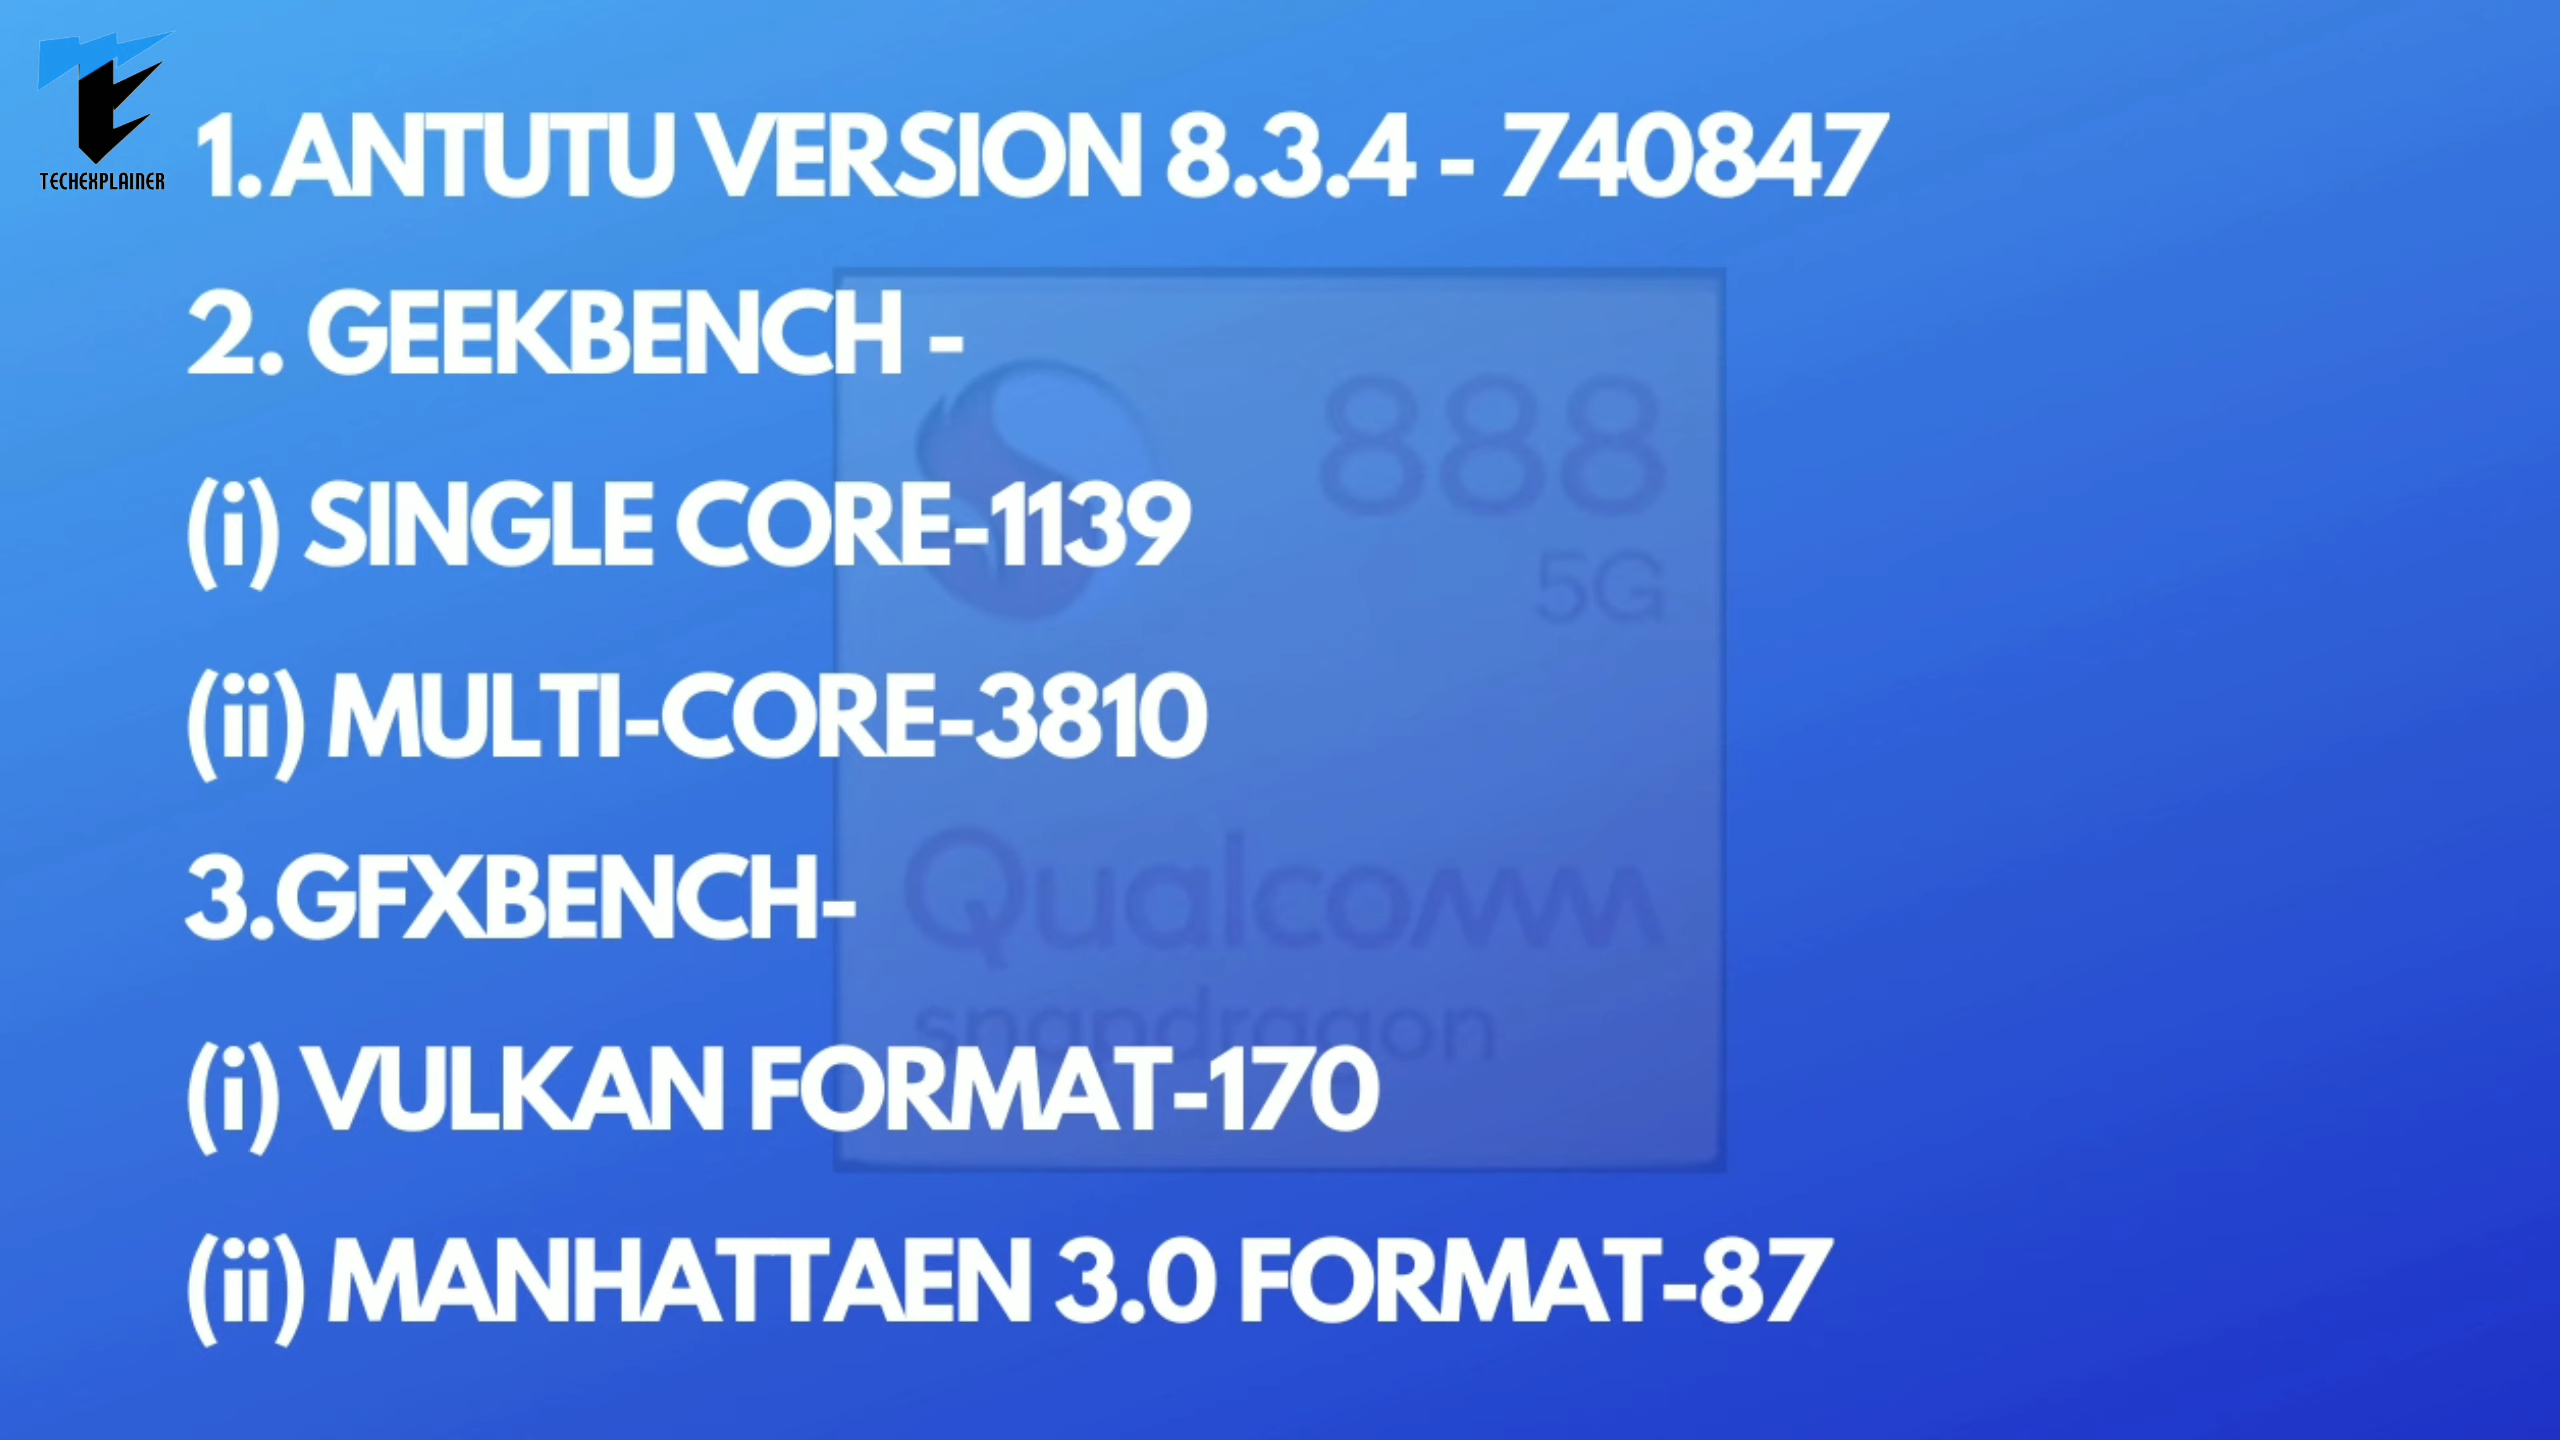 TECHEXPLAINER
1. ANTUTU VERSION 8.3.4 - 740847
2. GEEKBENCH -
888
(i) SINGLE CORE-1139
5G
(ii) MULTI-CORE-3810
3.GFXBENCH-
Qualcomm
snapdragon
(i) VULKAN FORMAT-170
(ii) MANHATTAEN 3.0 FORMAT-87